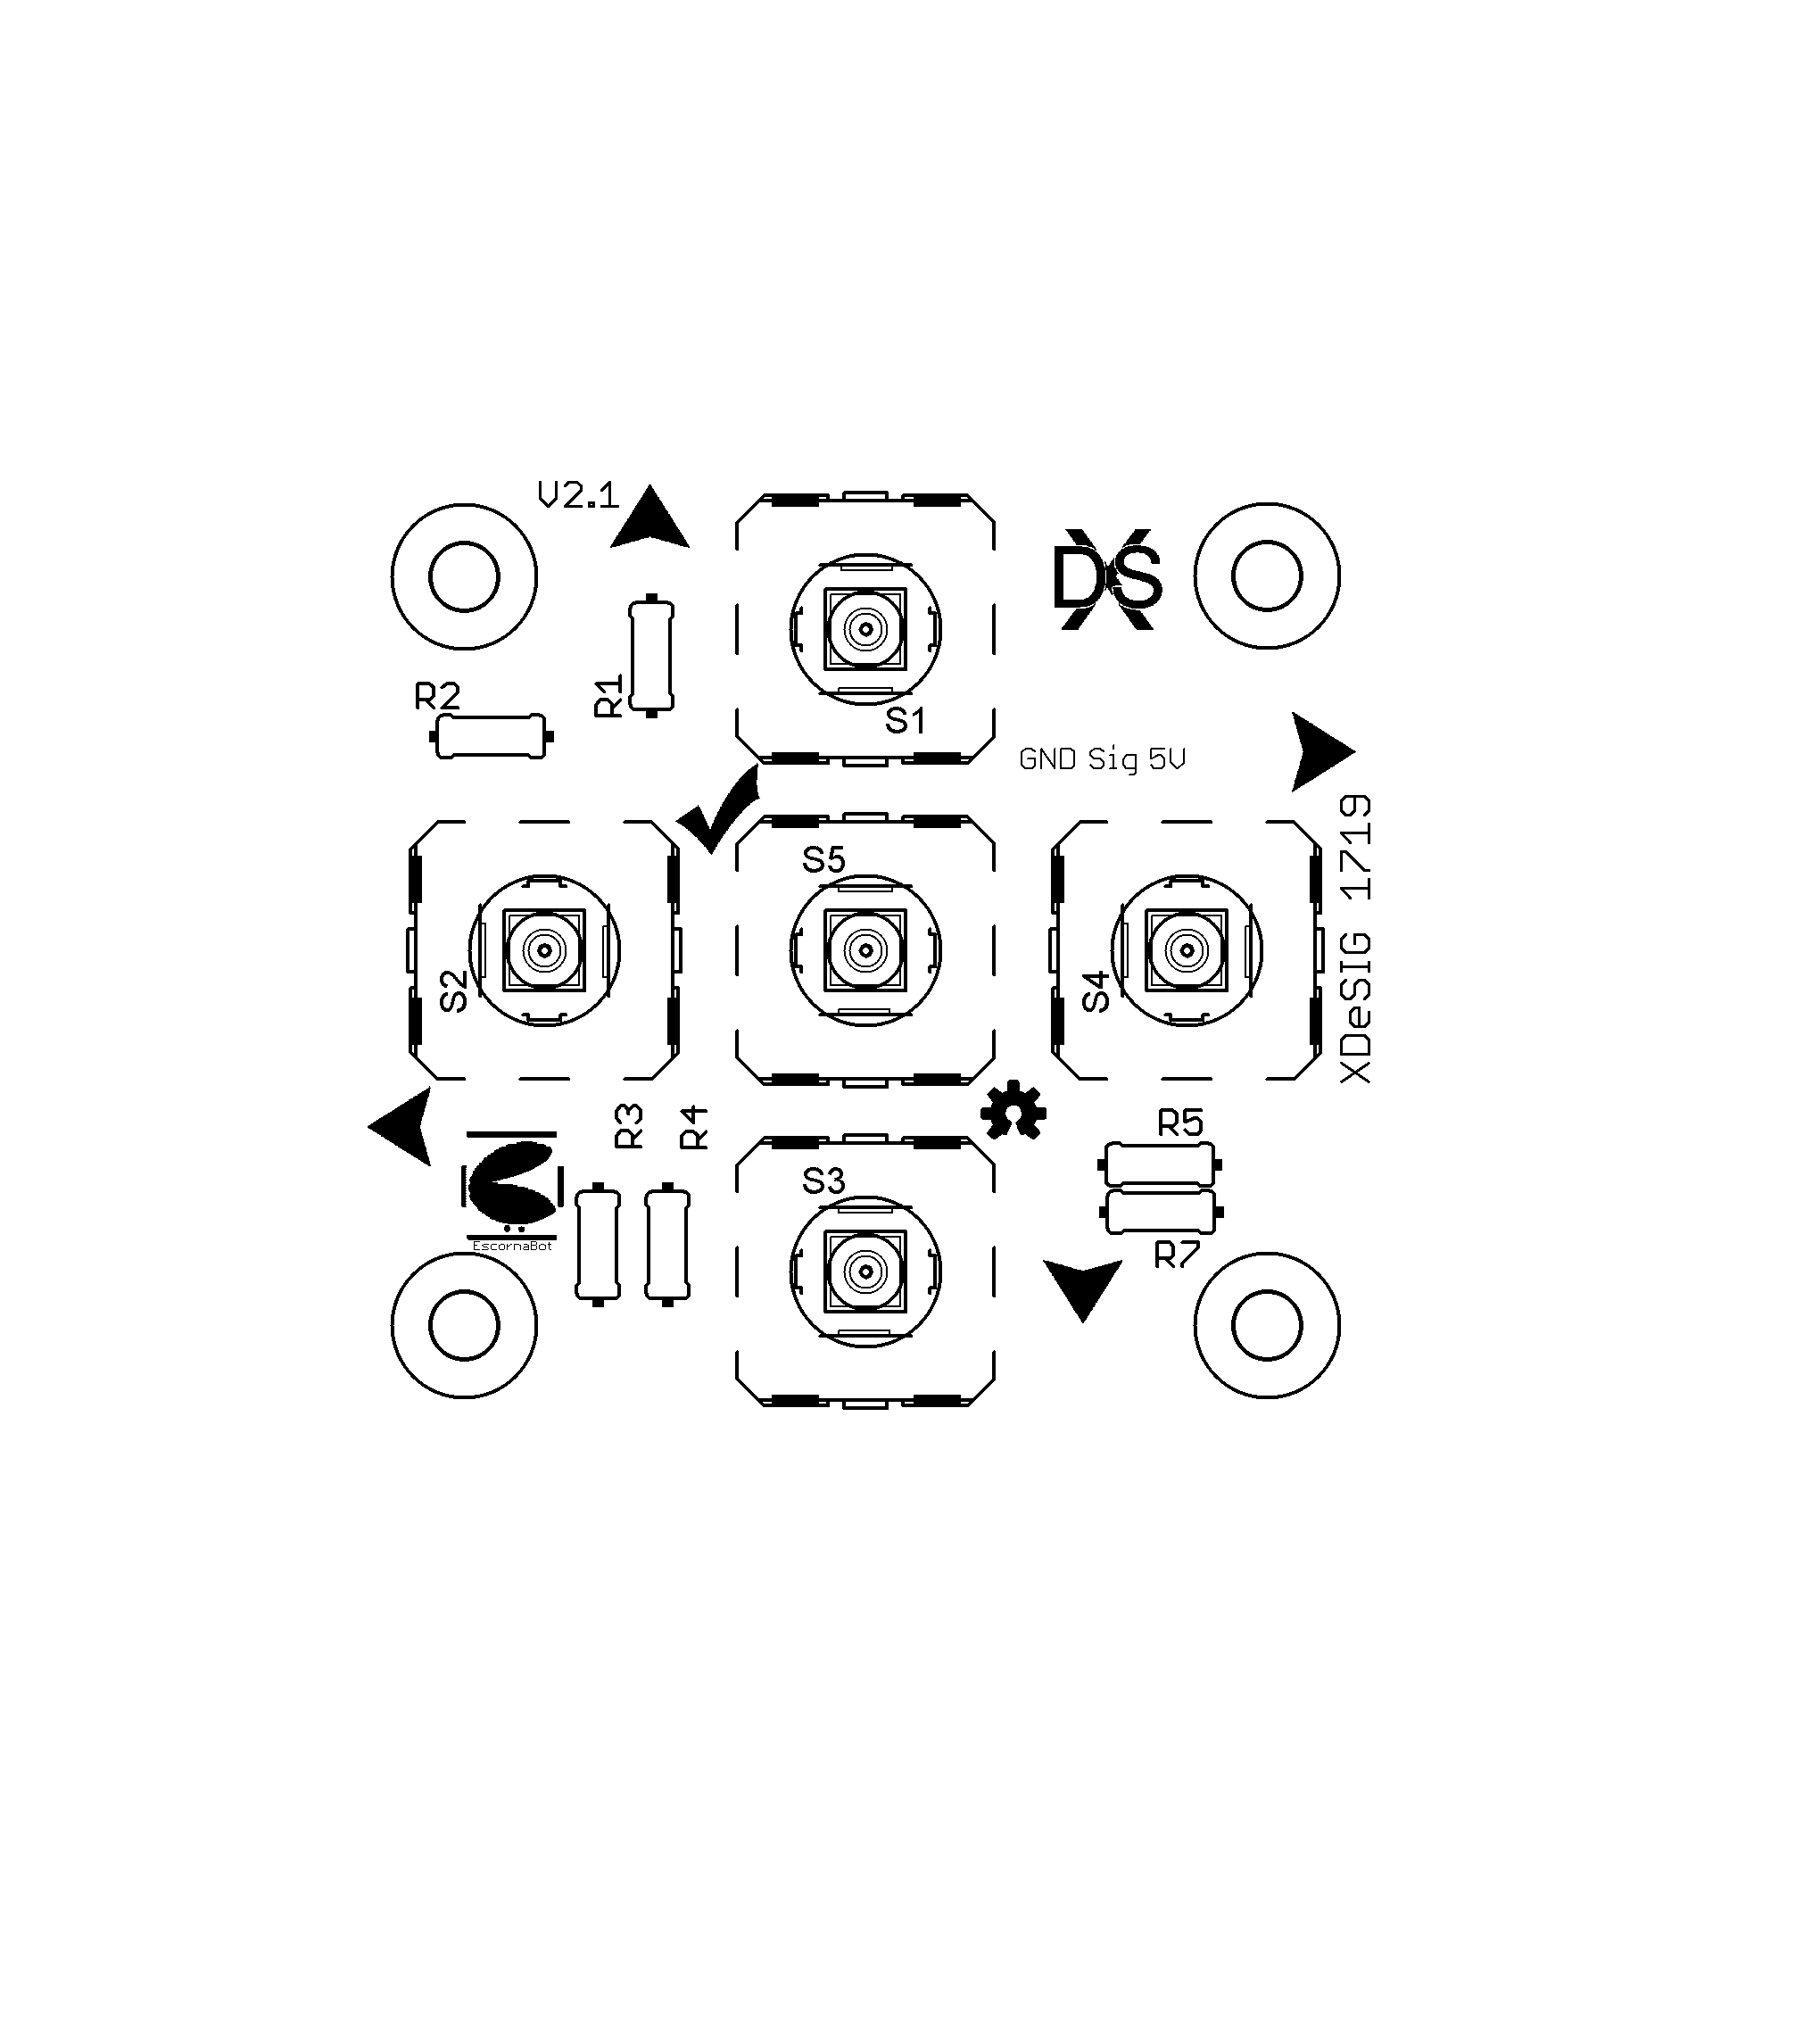 V2.1
DS
R2
R1
S1
GND Sig 5V
XDeSIG 1719
S5
S2
S4
R3
R4
R5
S3
EscornaBot
R7